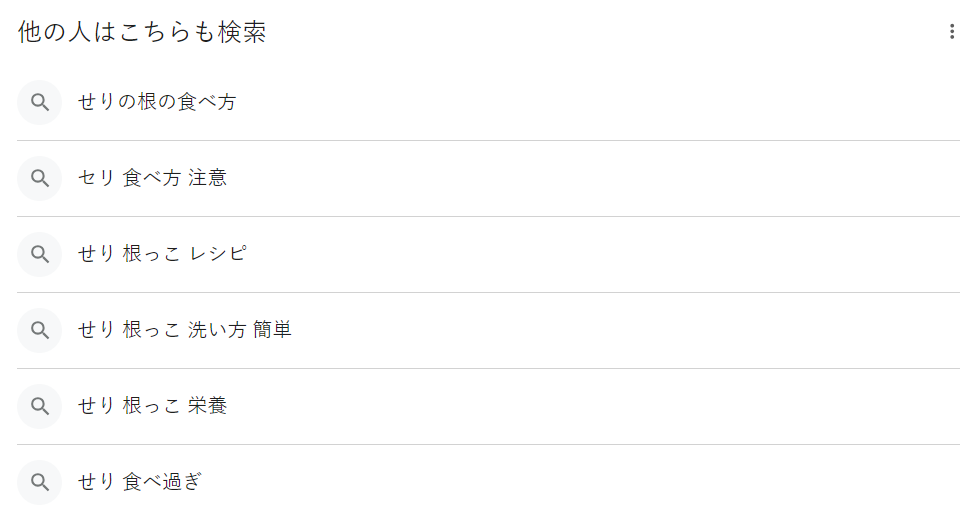 他の人はこちらも検索
せりの根の食べ方
セリ 食べ方 注意
せり 根っこ レシピ
せり 根っこ 洗い方 簡単
せり 根っこ 栄養
せり 食べ過ぎ